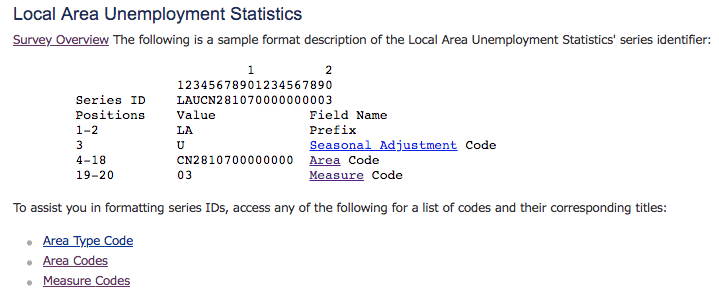 Local Area Unemployment Statistics
Survey Overview The following is a sample format description of the Local Area Unemployment Statistics' series identifier:
1 2
12345678901234567890
Series ID LAUCN281070000000003
Positions Value Field Name
1-2 LA Prefix
3 U Seasonal Adjustment Code
4-18 CN2810700000000 Area Code
19-20 03 Measure Code
To assist you in formatting series IDs, access any of the following for a list of codes and their corresponding titles:
Area Type Code
Area Codes
Measure Codes